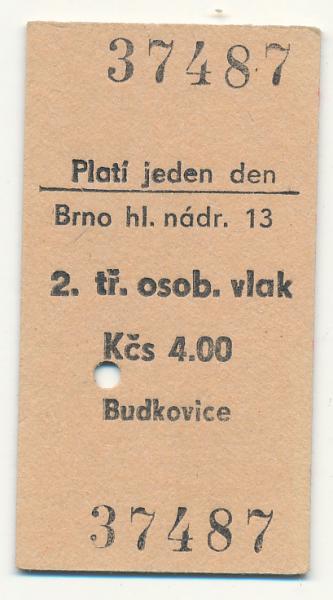 37487
Platí jeden den
Brno hl. nádr. 13
2. tř. osob. vlak
Kčs 4.00
Budkovice
37487